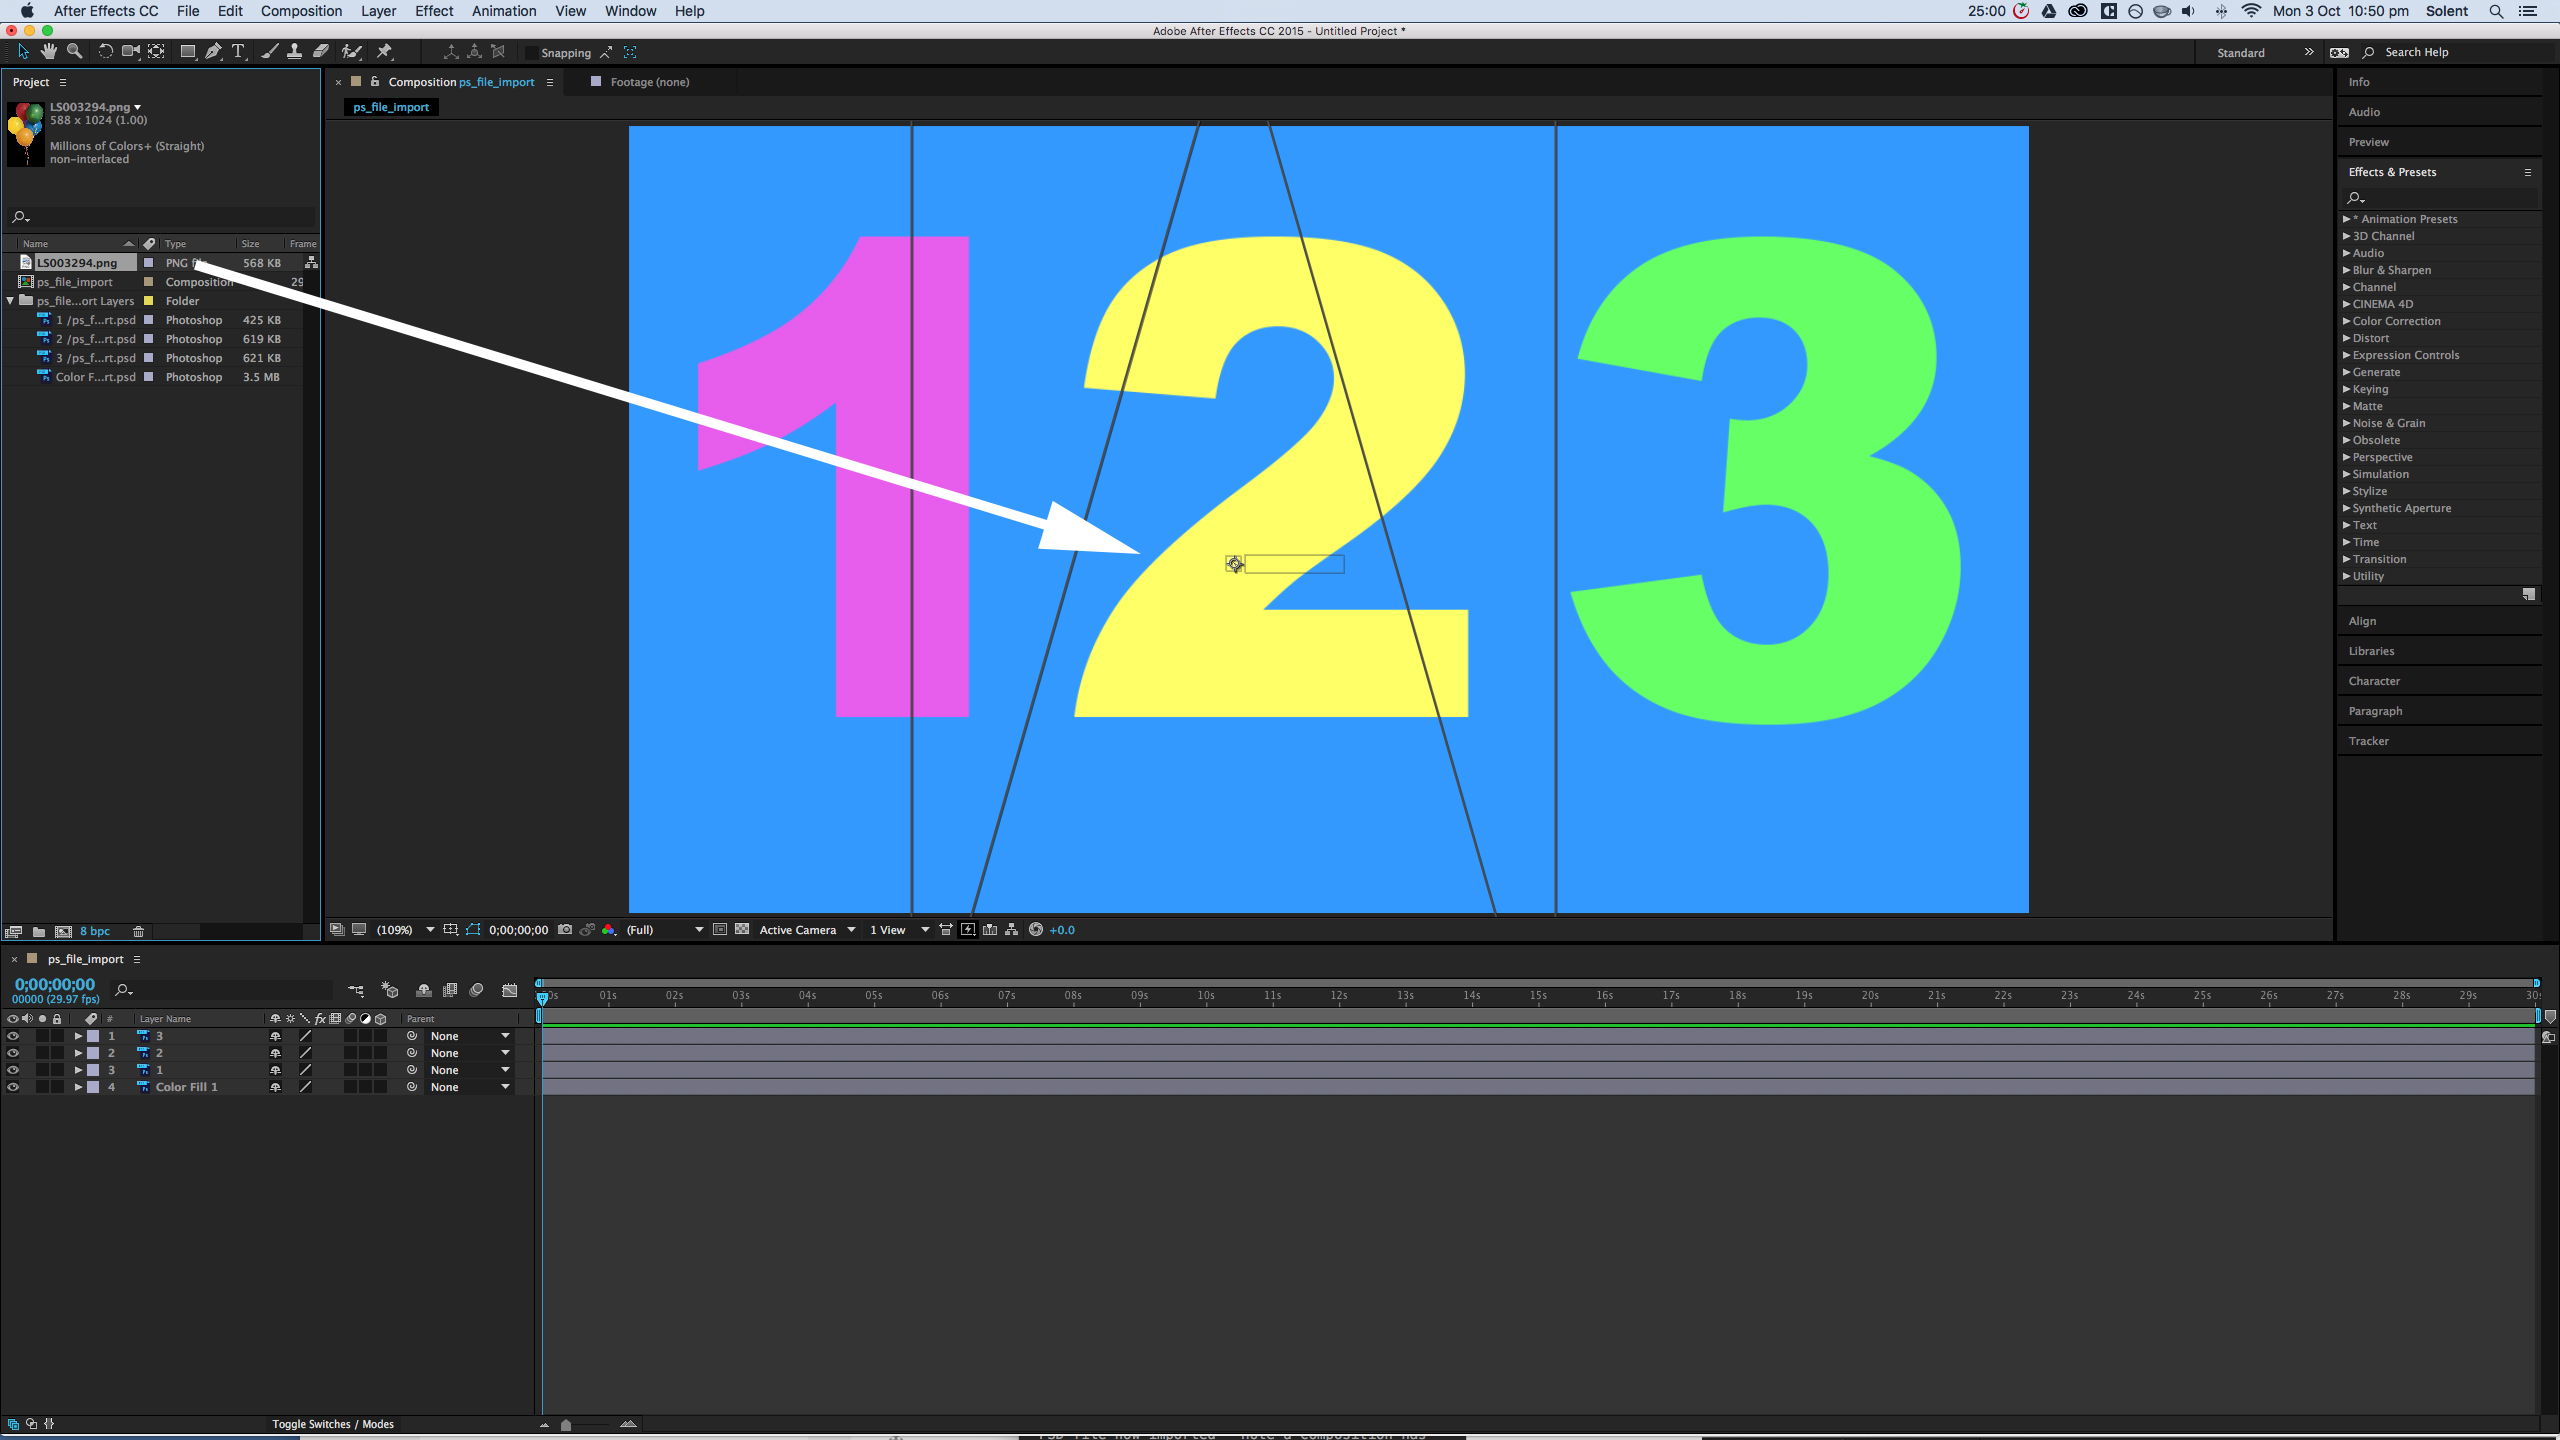 After Effects CC File Edit Composition Layer Effect Animation View Window Help 25:00 Mon 3 Oct 10:50 pm Solent
Adobe After Effects CC 2015 - Untitled Project *
Snapping Standard Search Help
Project
LS003294.png
588 x 1024 (1.00)
Millions of Colors+ (Straight)
non-interlaced
Name Type Size Frame
LS003294.png PNG 568 KB
ps_file_import Composition 29
ps_file...ort Layers Folder
1 /ps_f...rt.psd Photoshop 425 KB
2 /ps_f...rt.psd Photoshop 619 KB
3 /ps_f...rt.psd Photoshop 621 KB
Color F...rt.psd Photoshop 3.5 MB
8 bpc
Composition ps_file_import Footage (none)
ps_file_import
1 2 3
(109%) 0;00;00;00 (Full) Active Camera 1 View +0.0
Info
Audio
Preview
Effects & Presets
* Animation Presets
3D Channel
Audio
Blur & Sharpen
Channel
CINEMA 4D
Color Correction
Distort
Expression Controls
Generate
Keying
Matte
Noise & Grain
Obsolete
Perspective
Simulation
Stylize
Synthetic Aperture
Text
Time
Transition
Utility
Align
Libraries
Character
Paragraph
Tracker
ps_file_import
0;00;00;00
00000 (29.97 fps)
0s 01s 02s 03s 04s 05s 06s 07s 08s 09s 10s 11s 12s 13s 14s 15s 16s 17s 18s 19s 20s 21s 22s 23s 24s 25s 26s 27s 28s 29s 30s
# Layer Name fx Parent
1 3 None
2 2 None
3 1 None
4 Color Fill 1 None
Toggle Switches / Modes